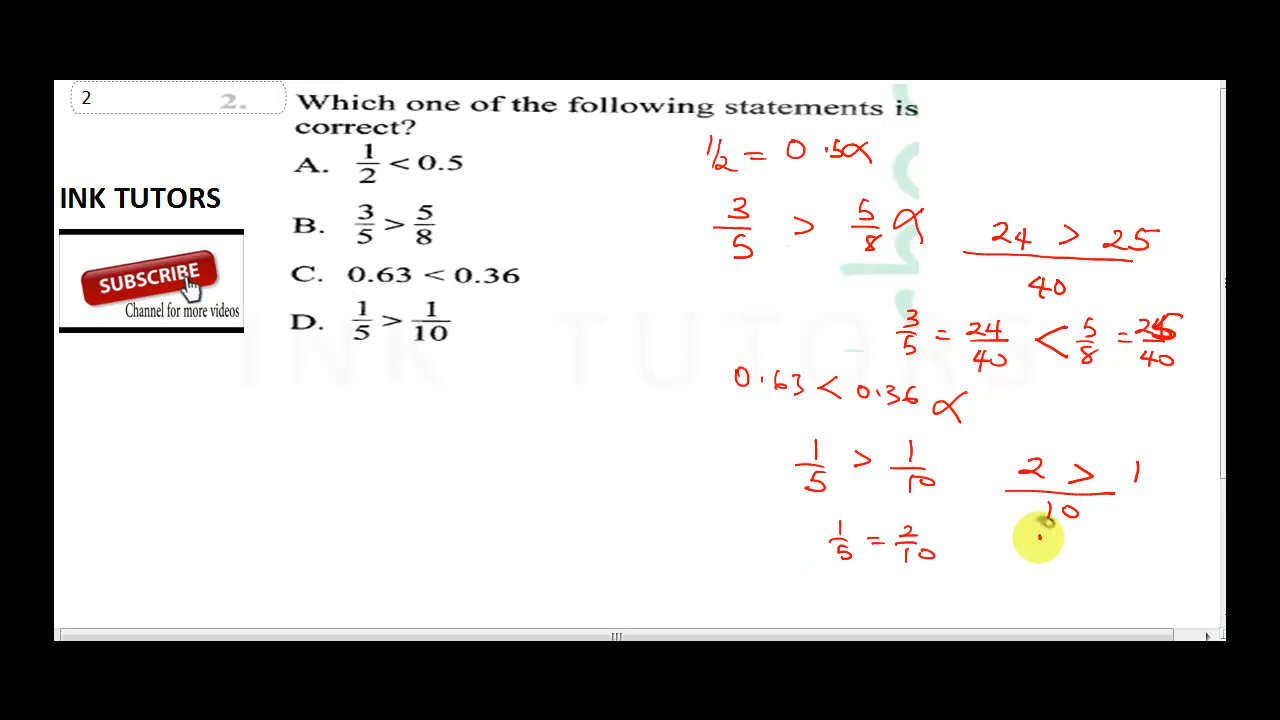 2
2. Which one of the following statements is
correct?
A. 1/2 < 0.5
B. 3/5 > 5/8
C. 0.63 < 0.36
D. 1/5 > 1/10
INK TUTORS
SUBSCRIBE
Channel for more videos
INK TUTORS
1/2 = 0.5
3/5 > 5/8
24 > 25
40
3/5 = 24/40 < 5/8 = 25/40
0.63 < 0.36
1/5 > 1/10
2 > 1
10
1/5 = 2/10